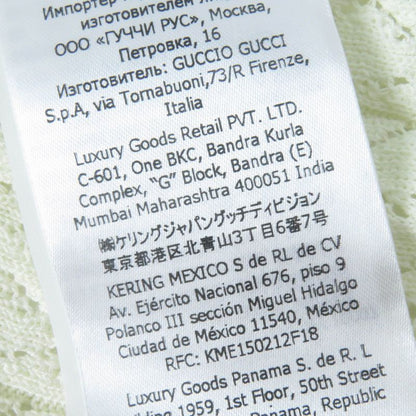 Импортер
изготовителем
ООО «ГУЧЧИ РУС», Москва,
Петровка, 16
Изготовитель: GUCCIO GUCCI
S.p.A, via Tornabuoni,73/R Firenze,
Italia
Luxury Goods Retail PVT. LTD.
C-601, One BKC, Bandra Kurla
Complex, "G" Block, Bandra (E)
Mumbai Maharashtra 400051 India
㈱ケリングジャパングッチディビジョン
東京都港区北青山3丁目6番7号
KERING MEXICO S de RL de CV
Av. Ejército Nacional 676, piso 9
Polanco III sección Miguel Hidalgo
Ciudad de México 11540, México
RFC: KME150212F18
Luxury Goods Panama S. de R. L
1959, 1st Floor, 50th Street
Panama, Republic